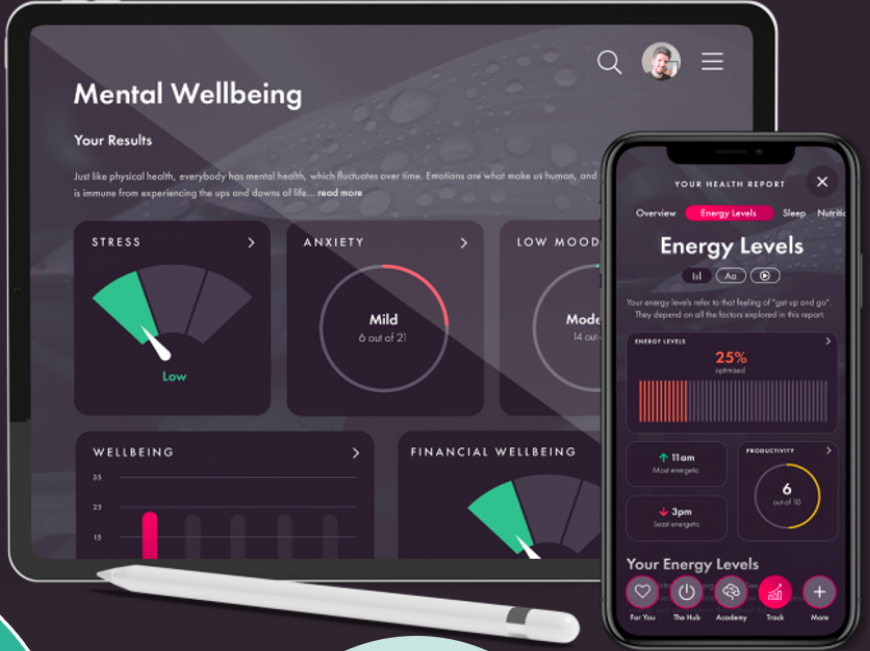 Mental Wellbeing
Your Results
Just like physical health, everybody has mental health, which fluctuates over time. Emotions are what make us human, and
is immune from experiencing the ups and downs of life... read more
STRESS
Low
ANXIETY
Mild
6 out of 21
LOW MOOD
Mode
14 out
WELLBEING
35
25
15
FINANCIAL WELLBEING
YOUR HEALTH REPORT
Overview Energy Levels Sleep Nutritio
Energy Levels
Aa
Your energy levels refer to that feeling of "get up and go".
They depend on all the factors explored in this report.
ENERGY LEVELS
25%
optimised
11am
Most energetic
3pm
Least energetic
PRODUCTIVITY
6
out of 10
Your Energy Levels
For You The Hub Academy Track More